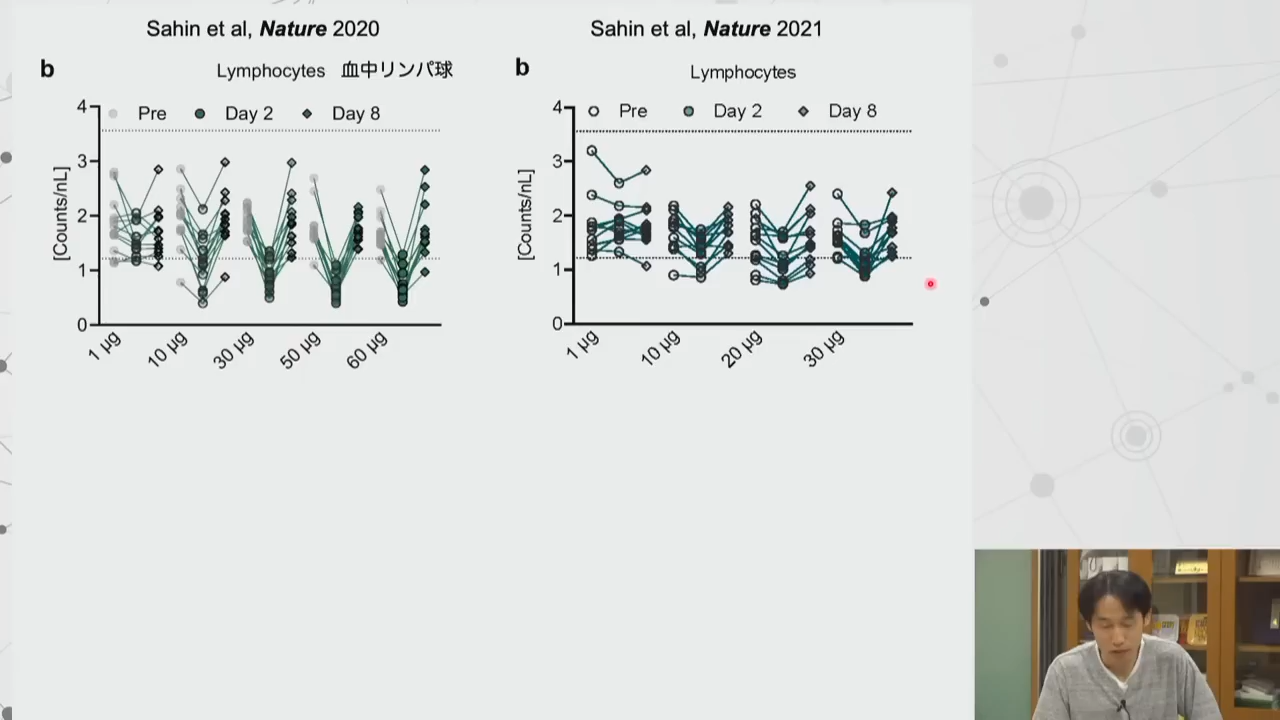 Sahin et al, Nature 2020
b
Lymphocytes 血中リンパ球
Pre Day 2 Day 8
[Counts/nL]
4
3
2
1
0
1 μg 10 μg 30 μg 50 μg 60 μg
Sahin et al, Nature 2021
b
Lymphocytes
Pre Day 2 Day 8
[Counts/nL]
4
3
2
1
0
1 μg 10 μg 20 μg 30 μg